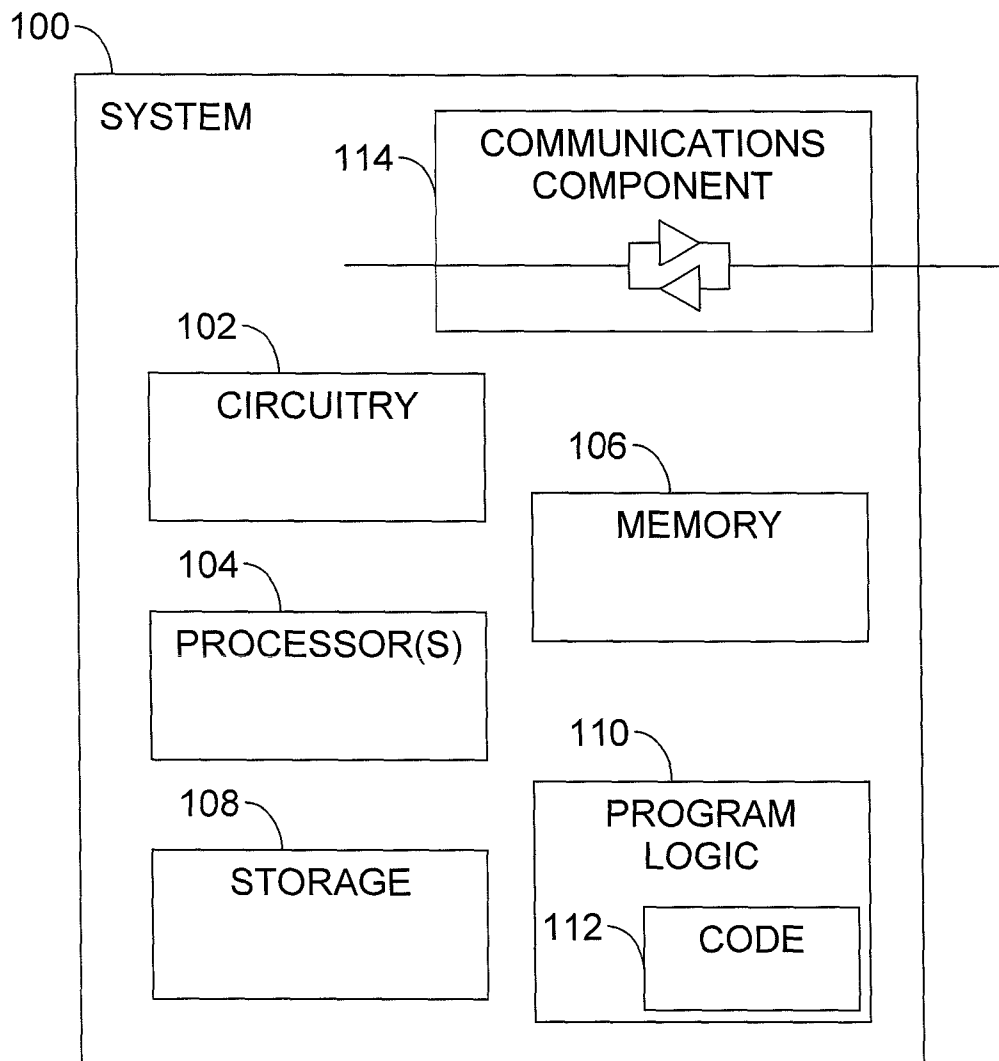 100
SYSTEM
114
COMMUNICATIONS
COMPONENT
102
CIRCUITRY
106
MEMORY
104
PROCESSOR(S)
110
PROGRAM
LOGIC
108
STORAGE
112
CODE